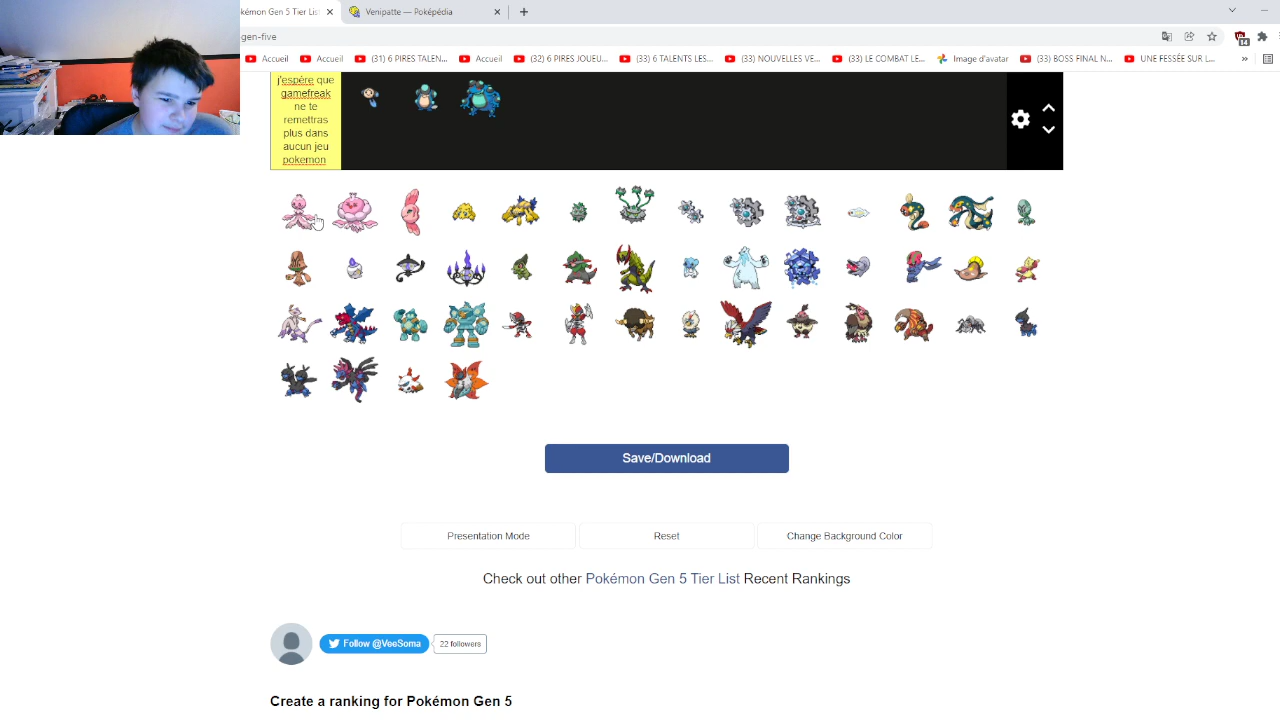 kémon Gen 5 Tier List
Venipatte — Poképédia
gen-five
14
Accueil
Accueil
(31) 6 PIRES TALEN...
Accueil
(32) 6 PIRES JOUEU...
(33) 6 TALENTS LES...
(33) NOUVELLES VE...
(33) LE COMBAT LE...
Image d'avatar
(33) BOSS FINAL N...
UNE FESSÉE SUR L...
j'espère que
gamefreak
ne te
remettras
plus dans
aucun jeu
pokemon
Save/Download
Presentation Mode
Reset
Change Background Color
Check out other Pokémon Gen 5 Tier List Recent Rankings
Follow @VeeSoma
22 followers
Create a ranking for Pokémon Gen 5